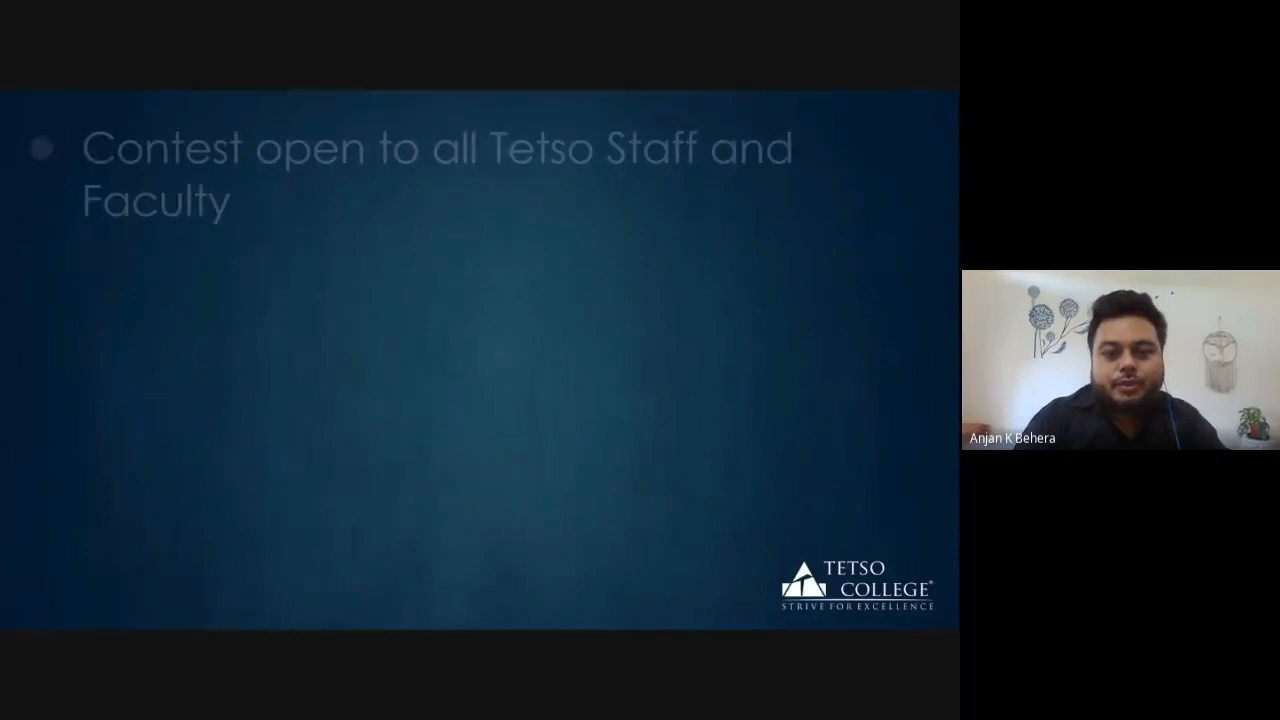 Contest open to all Tetso Staff and
Faculty
TETSO
COLLEGE®
STRIVE FOR EXCELLENCE
Anjan K Behera